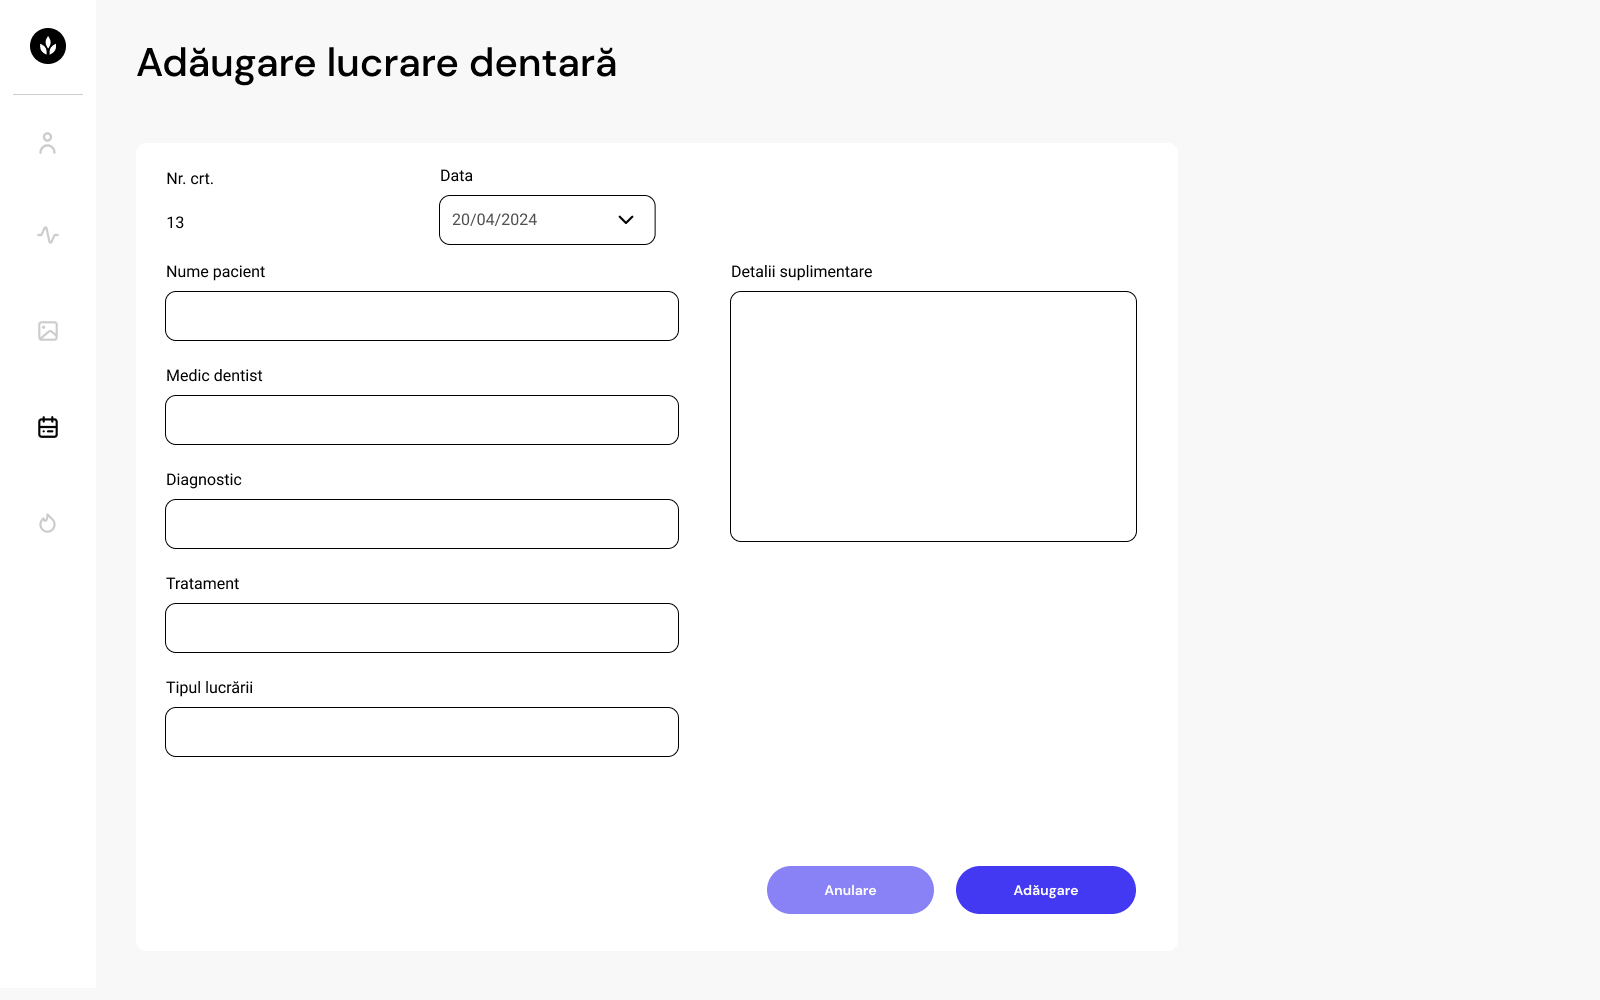 Adăugare lucrare dentară
Nr. crt.
Data
13
20/04/2024
Nume pacient
Detalii suplimentare
Medic dentist
Diagnostic
Tratament
Tipul lucrării
Anulare
Adăugare